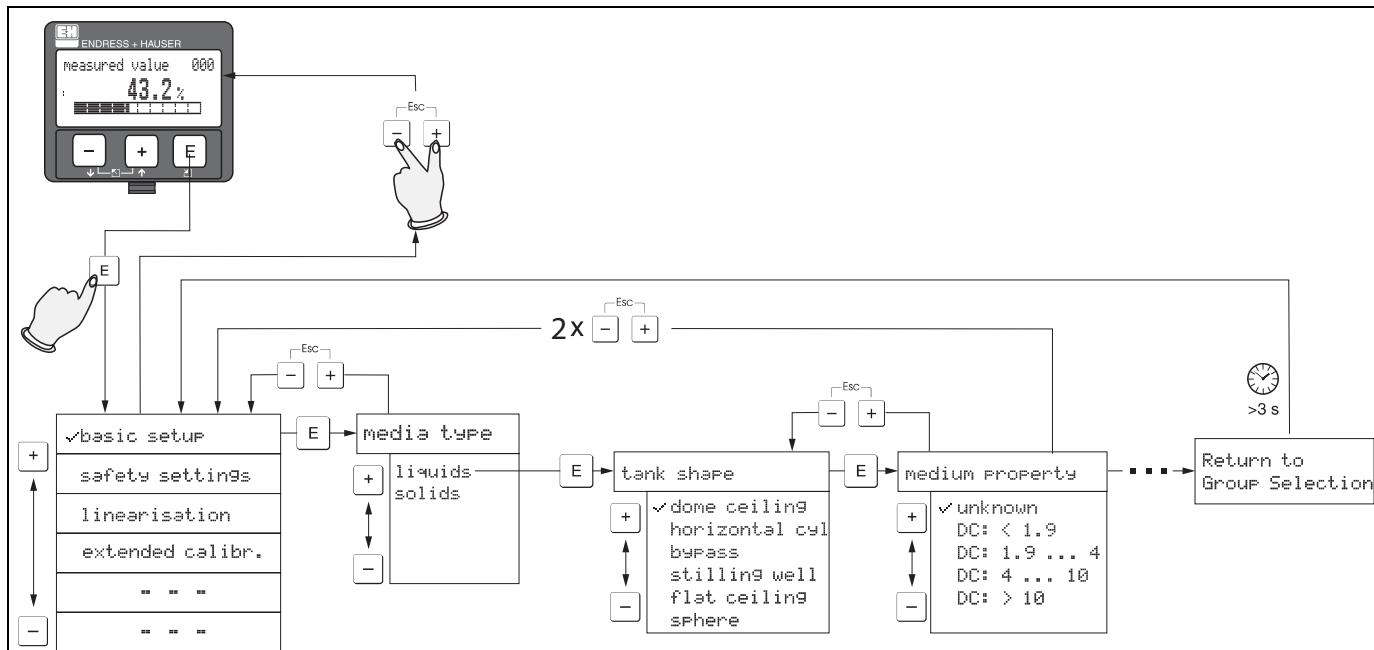 EH
ENDRESS + HAUSER
measured value 000
43.2 %
- + E
Esc
- +
E
2x - +
Esc
Esc
- +
Esc
- +
>3 s
✓basic setup
safety settings
linearisation
extended calibr.
- - -
- - -
+
-
E
media type
liquids
solids
+
-
E
tank shape
✓ dome ceiling
horizontal cyl
bypass
stilling well
flat ceiling
sphere
+
-
E
medium property
✓ unknown
DC: < 1.9
DC: 1.9 ... 4
DC: 4 ... 10
DC: > 10
+
-
Return to
Group Selection